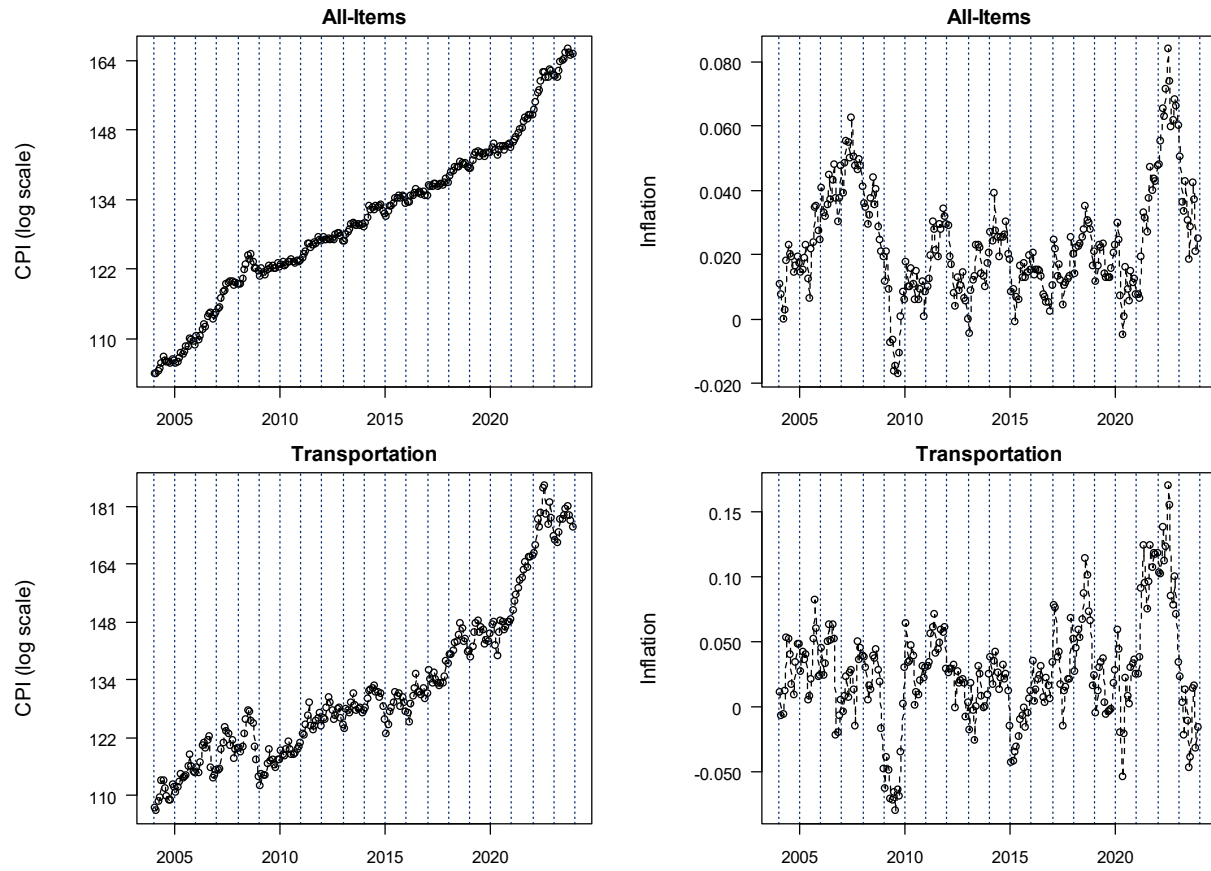 All-Items
CPI (log scale)
164
148
134
122
110
2005 2010 2015 2020
All-Items
Inflation
0.080
0.060
0.040
0.020
0
-0.020
2005 2010 2015 2020
Transportation
CPI (log scale)
181
164
148
134
122
110
2005 2010 2015 2020
Transportation
Inflation
0.15
0.10
0.050
0
-0.050
2005 2010 2015 2020